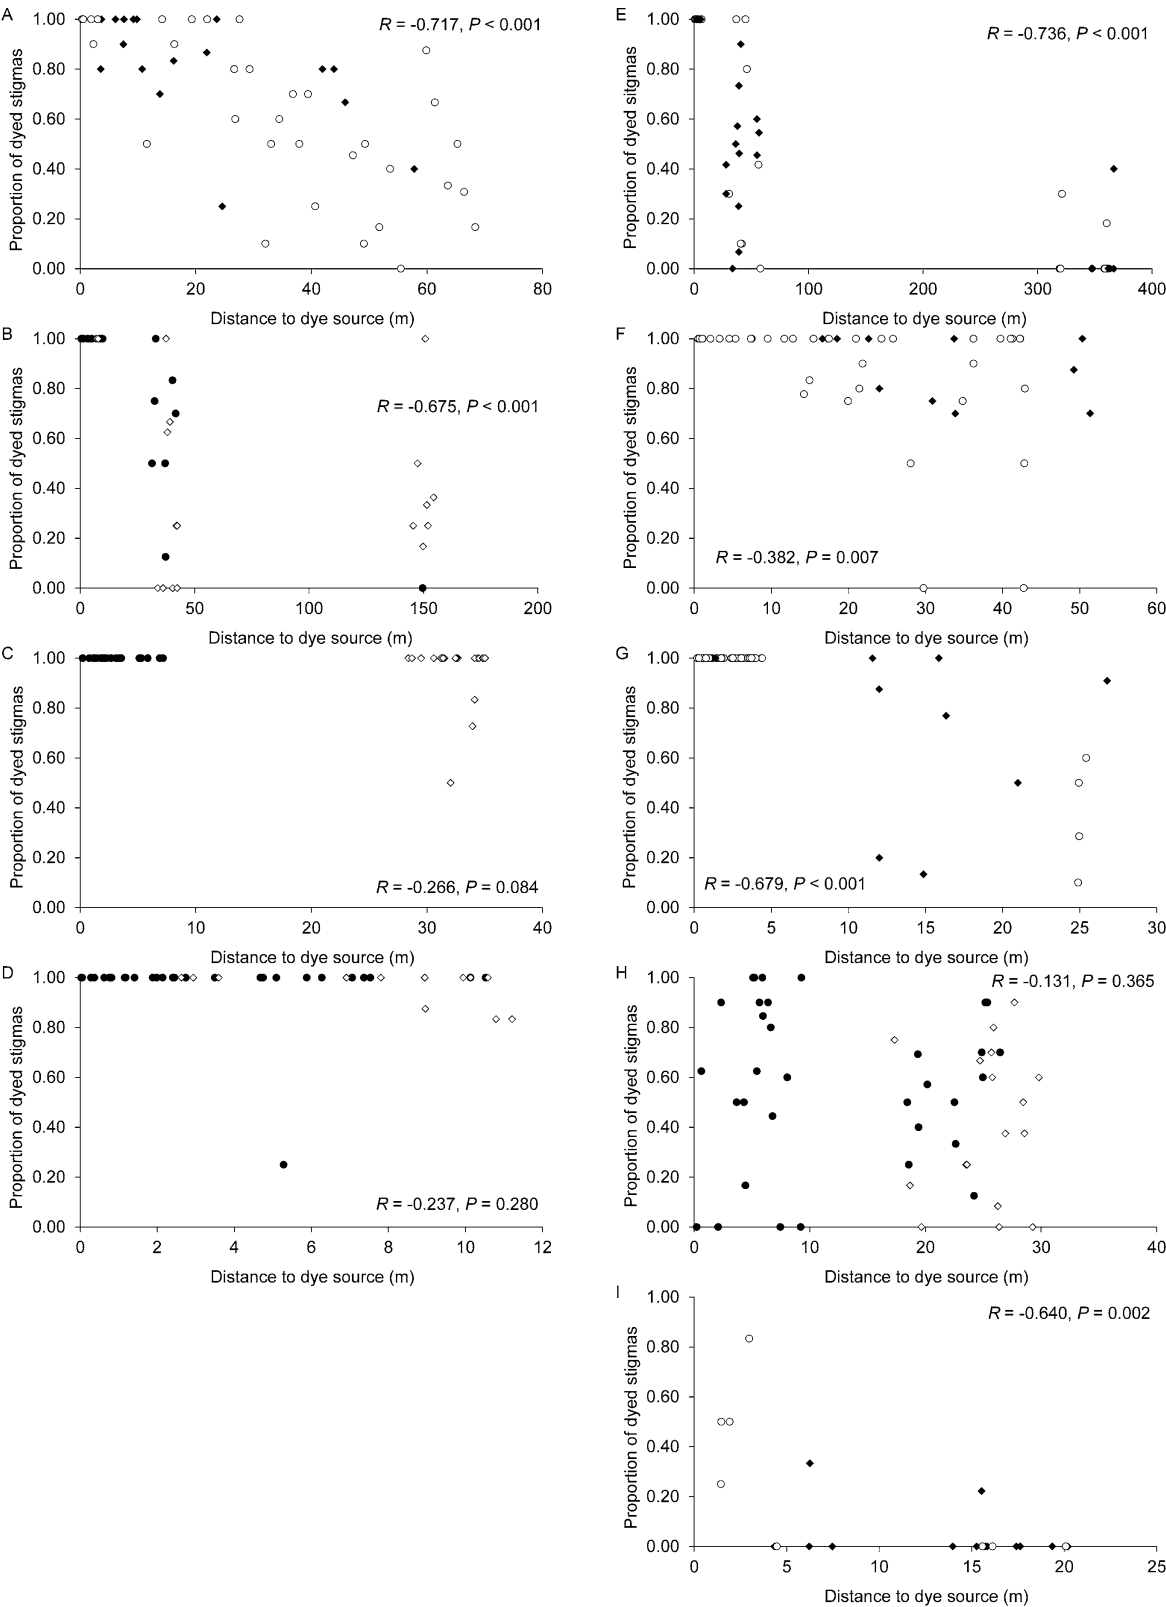 A
R = -0.717, P < 0.001
Proportion of dyed stigmas
1.00
0.80
0.60
0.40
0.20
0.00
0 20 40 60 80
Distance to dye source (m)
B
R = -0.675, P < 0.001
Proportion of dyed stigmas
1.00
0.80
0.60
0.40
0.20
0.00
0 50 100 150 200
Distance to dye source (m)
C
R = -0.266, P = 0.084
Proportion of dyed stigmas
1.00
0.80
0.60
0.40
0.20
0.00
0 10 20 30 40
Distance to dye source (m)
D
R = -0.237, P = 0.280
Proportion of dyed stigmas
1.00
0.80
0.60
0.40
0.20
0.00
0 2 4 6 8 10 12
Distance to dye source (m)
E
R = -0.736, P < 0.001
Proportion of dyed sitgmas
1.00
0.80
0.60
0.40
0.20
0.00
0 100 200 300 400
Distance to dye source (m)
F
R = -0.382, P = 0.007
Proportion of dyed stigmas
1.00
0.80
0.60
0.40
0.20
0.00
0 10 20 30 40 50 60
Distance to dye source (m)
G
R = -0.679, P < 0.001
Proportion of dyed stigmas
1.00
0.80
0.60
0.40
0.20
0.00
0 5 10 15 20 25 30
Distance to dye source (m)
H
R = -0.131, P = 0.365
Proportion of dyed stigmas
1.00
0.80
0.60
0.40
0.20
0.00
0 10 20 30 40
Distance to dye source (m)
I
R = -0.640, P = 0.002
Proportion of dyed stigmas
1.00
0.80
0.60
0.40
0.20
0.00
0 5 10 15 20 25
Distance to dye source (m)